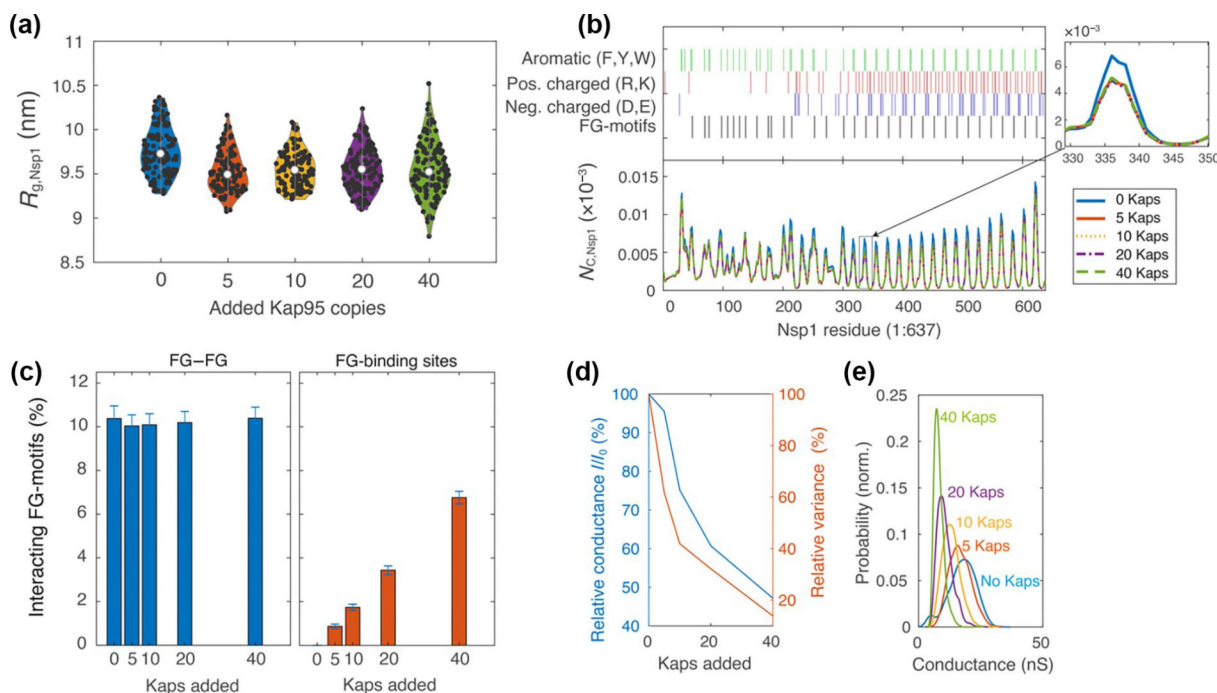 (a)
11
10.5
10
9.5
9
8.5
Rg,Nsp1 (nm)
0 5 10 20 40
Added Kap95 copies
(b)
Aromatic (F,Y,W)
Pos. charged (R,K)
Neg. charged (D,E)
FG-motifs
×10⁻³
8
6
4
2
0
330 335 340 345 350
NC,Nsp1 (×10⁻³)
0.015
0.01
0.005
0
0 100 200 300 400 500 600
Nsp1 residue (1:637)
0 Kaps
5 Kaps
10 Kaps
20 Kaps
40 Kaps
(c)
FG–FG FG-binding sites
Interacting FG-motifs (%)
12
10
8
6
4
2
0
0 5 10 20 40 0 5 10 20 40
Kaps added Kaps added
(d)
Relative conductance I/I0 (%)
100
90
80
70
60
50
40
100
80
60
40
20
Relative variance (%)
0 20 40
Kaps added
(e)
Probability (norm.)
0.25
0.2
0.15
0.1
0.05
0
40 Kaps
20 Kaps
10 Kaps
5 Kaps
No Kaps
0 50
Conductance (nS)